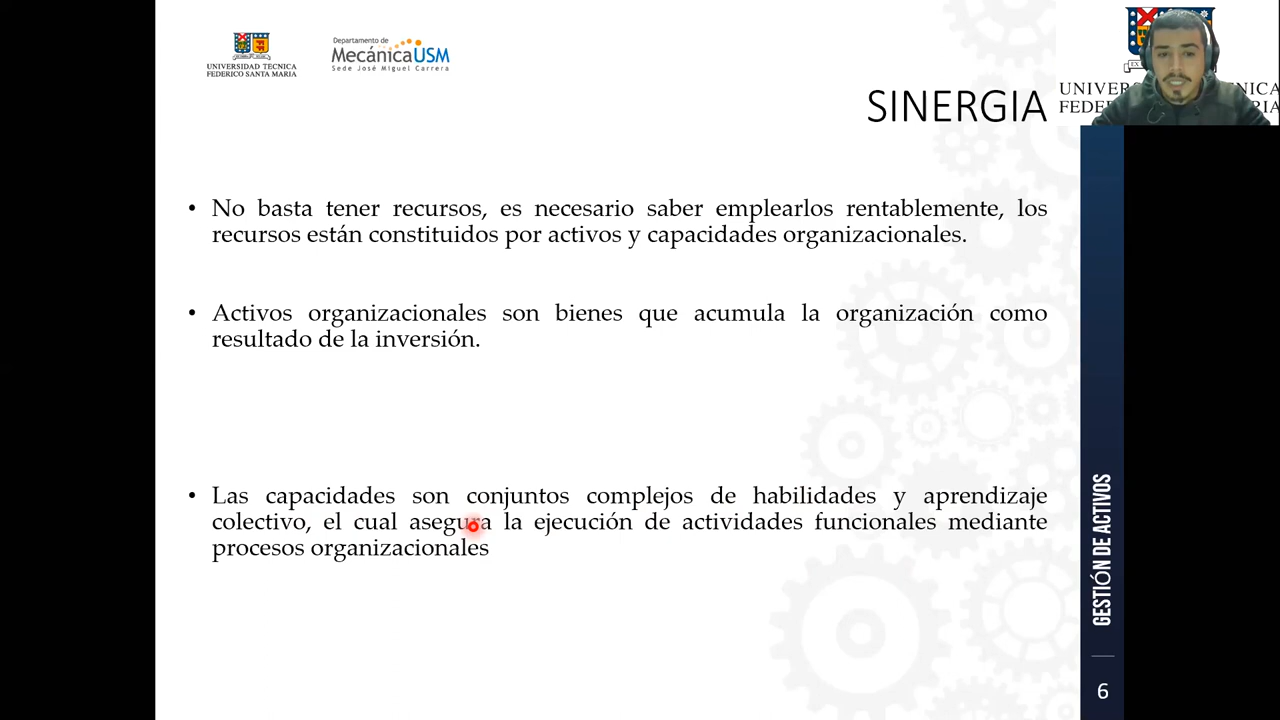 UNIVERSIDAD TECNICA
FEDERICO SANTA MARIA
Departamento de
MecánicaUSM
Sede José Miguel Carrera
SINERGIA
• No basta tener recursos, es necesario saber emplearlos rentablemente, los
recursos están constituidos por activos y capacidades organizacionales.
• Activos organizacionales son bienes que acumula la organización como
resultado de la inversión.
• Las capacidades son conjuntos complejos de habilidades y aprendizaje
colectivo, el cual asegura la ejecución de actividades funcionales mediante
procesos organizacionales
GESTIÓN DE ACTIVOS
6